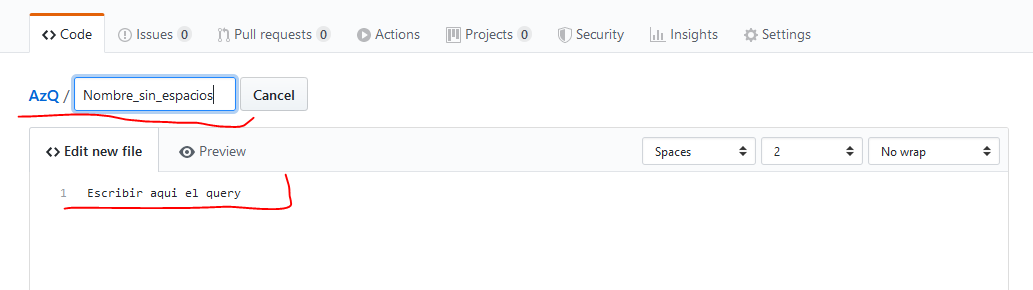 Code Issues 0 Pull requests 0 Actions Projects 0 Security Insights Settings
AzQ / Nombre_sin_espacios Cancel
Edit new file Preview Spaces 2 No wrap
1 Escribir aqui el query